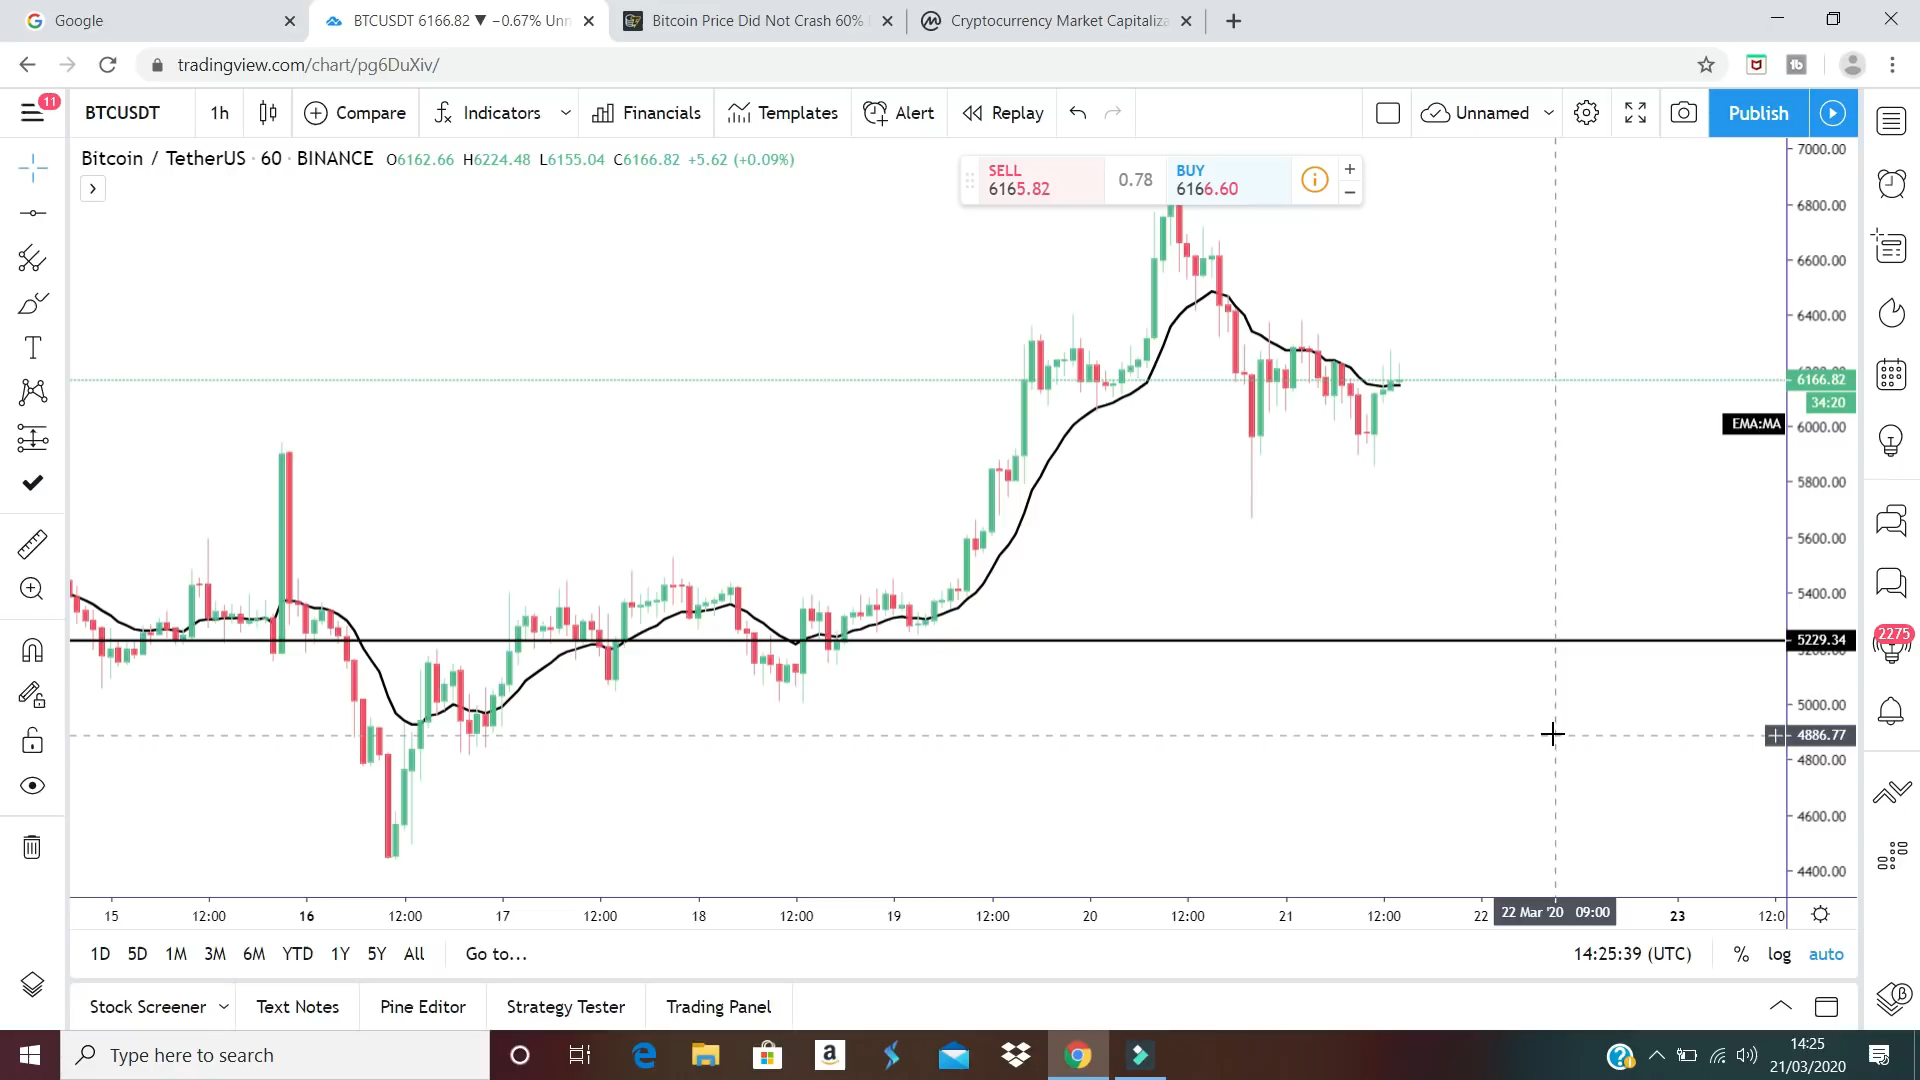 Google
BTCUSDT 6166.82 ▼ −0.67% Unn
Bitcoin Price Did Not Crash 60%
Cryptocurrency Market Capitaliza
tradingview.com/chart/pg6DuXiv/
11
BTCUSDT 1h Compare Indicators Financials Templates Alert Replay Unnamed Publish
Bitcoin / TetherUS · 60 · BINANCE O6162.66 H6224.48 L6155.04 C6166.82 +5.62 (+0.09%)
SELL
6165.82
0.78
BUY
6166.60
7000.00
6800.00
6600.00
6400.00
6166.82
34:20
EMA:MA
6000.00
5800.00
5600.00
5400.00
5229.34
5000.00
4886.77
4800.00
4600.00
4400.00
2275
15 12:00 16 12:00 17 12:00 18 12:00 19 12:00 20 12:00 21 12:00 22 22 Mar '20 09:00 23 12:0
1D 5D 1M 3M 6M YTD 1Y 5Y All Go to... 14:25:39 (UTC) % log auto
Stock Screener Text Notes Pine Editor Strategy Tester Trading Panel
Type here to search
14:25
21/03/2020